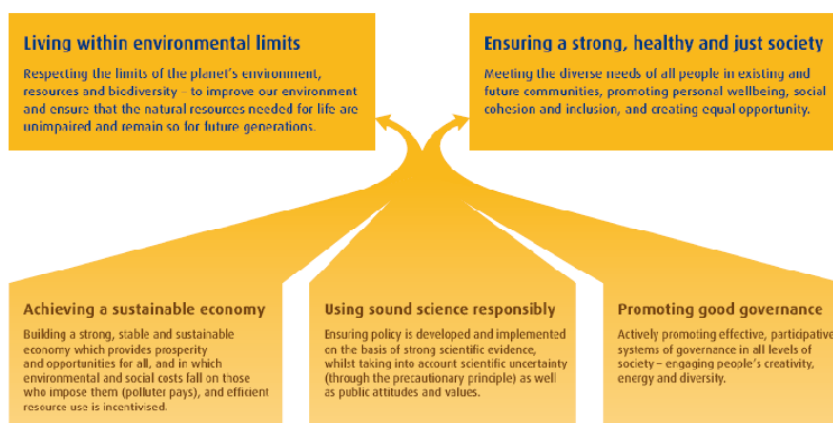 Living within environmental limits
Respecting the limits of the planet's environment,
resources and biodiversity – to improve our environment
and ensure that the natural resources needed for life are
unimpaired and remain so for future generations.
Ensuring a strong, healthy and just society
Meeting the diverse needs of all people in existing and
future communities, promoting personal wellbeing, social
cohesion and inclusion, and creating equal opportunity.
Achieving a sustainable economy
Building a strong, stable and sustainable
economy which provides prosperity
and opportunities for all, and in which
environmental and social costs fall on those
who impose them (polluter pays), and efficient
resource use is incentivised.
Using sound science responsibly
Ensuring policy is developed and implemented
on the basis of strong scientific evidence,
whilst taking into account scientific uncertainty
(through the precautionary principle) as well
as public attitudes and values.
Promoting good governance
Actively promoting effective, participative
systems of governance in all levels of
society – engaging people's creativity,
energy and diversity.